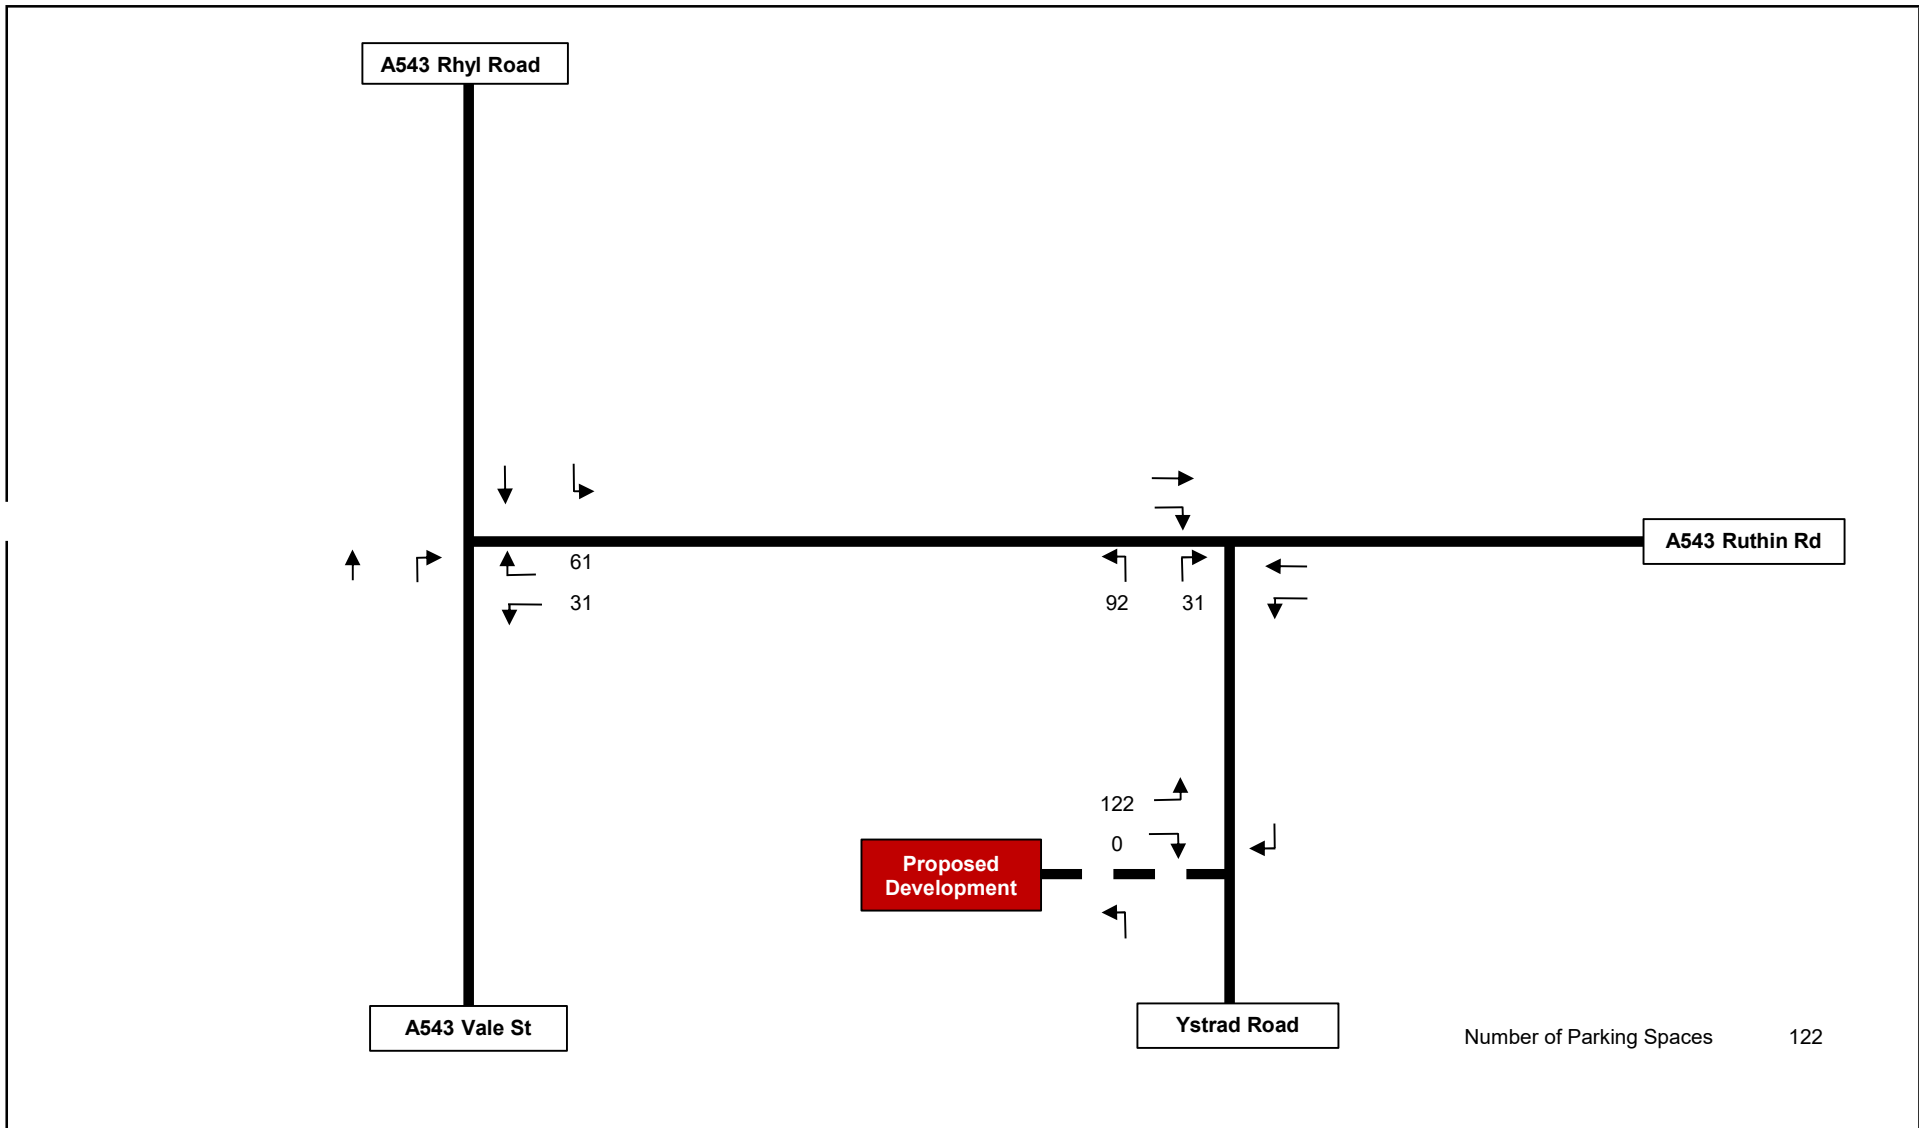 A543 Rhyl Road
A543 Ruthin Rd
61
31
92 31
122
0
Proposed
Development
A543 Vale St
Ystrad Road
Number of Parking Spaces 122